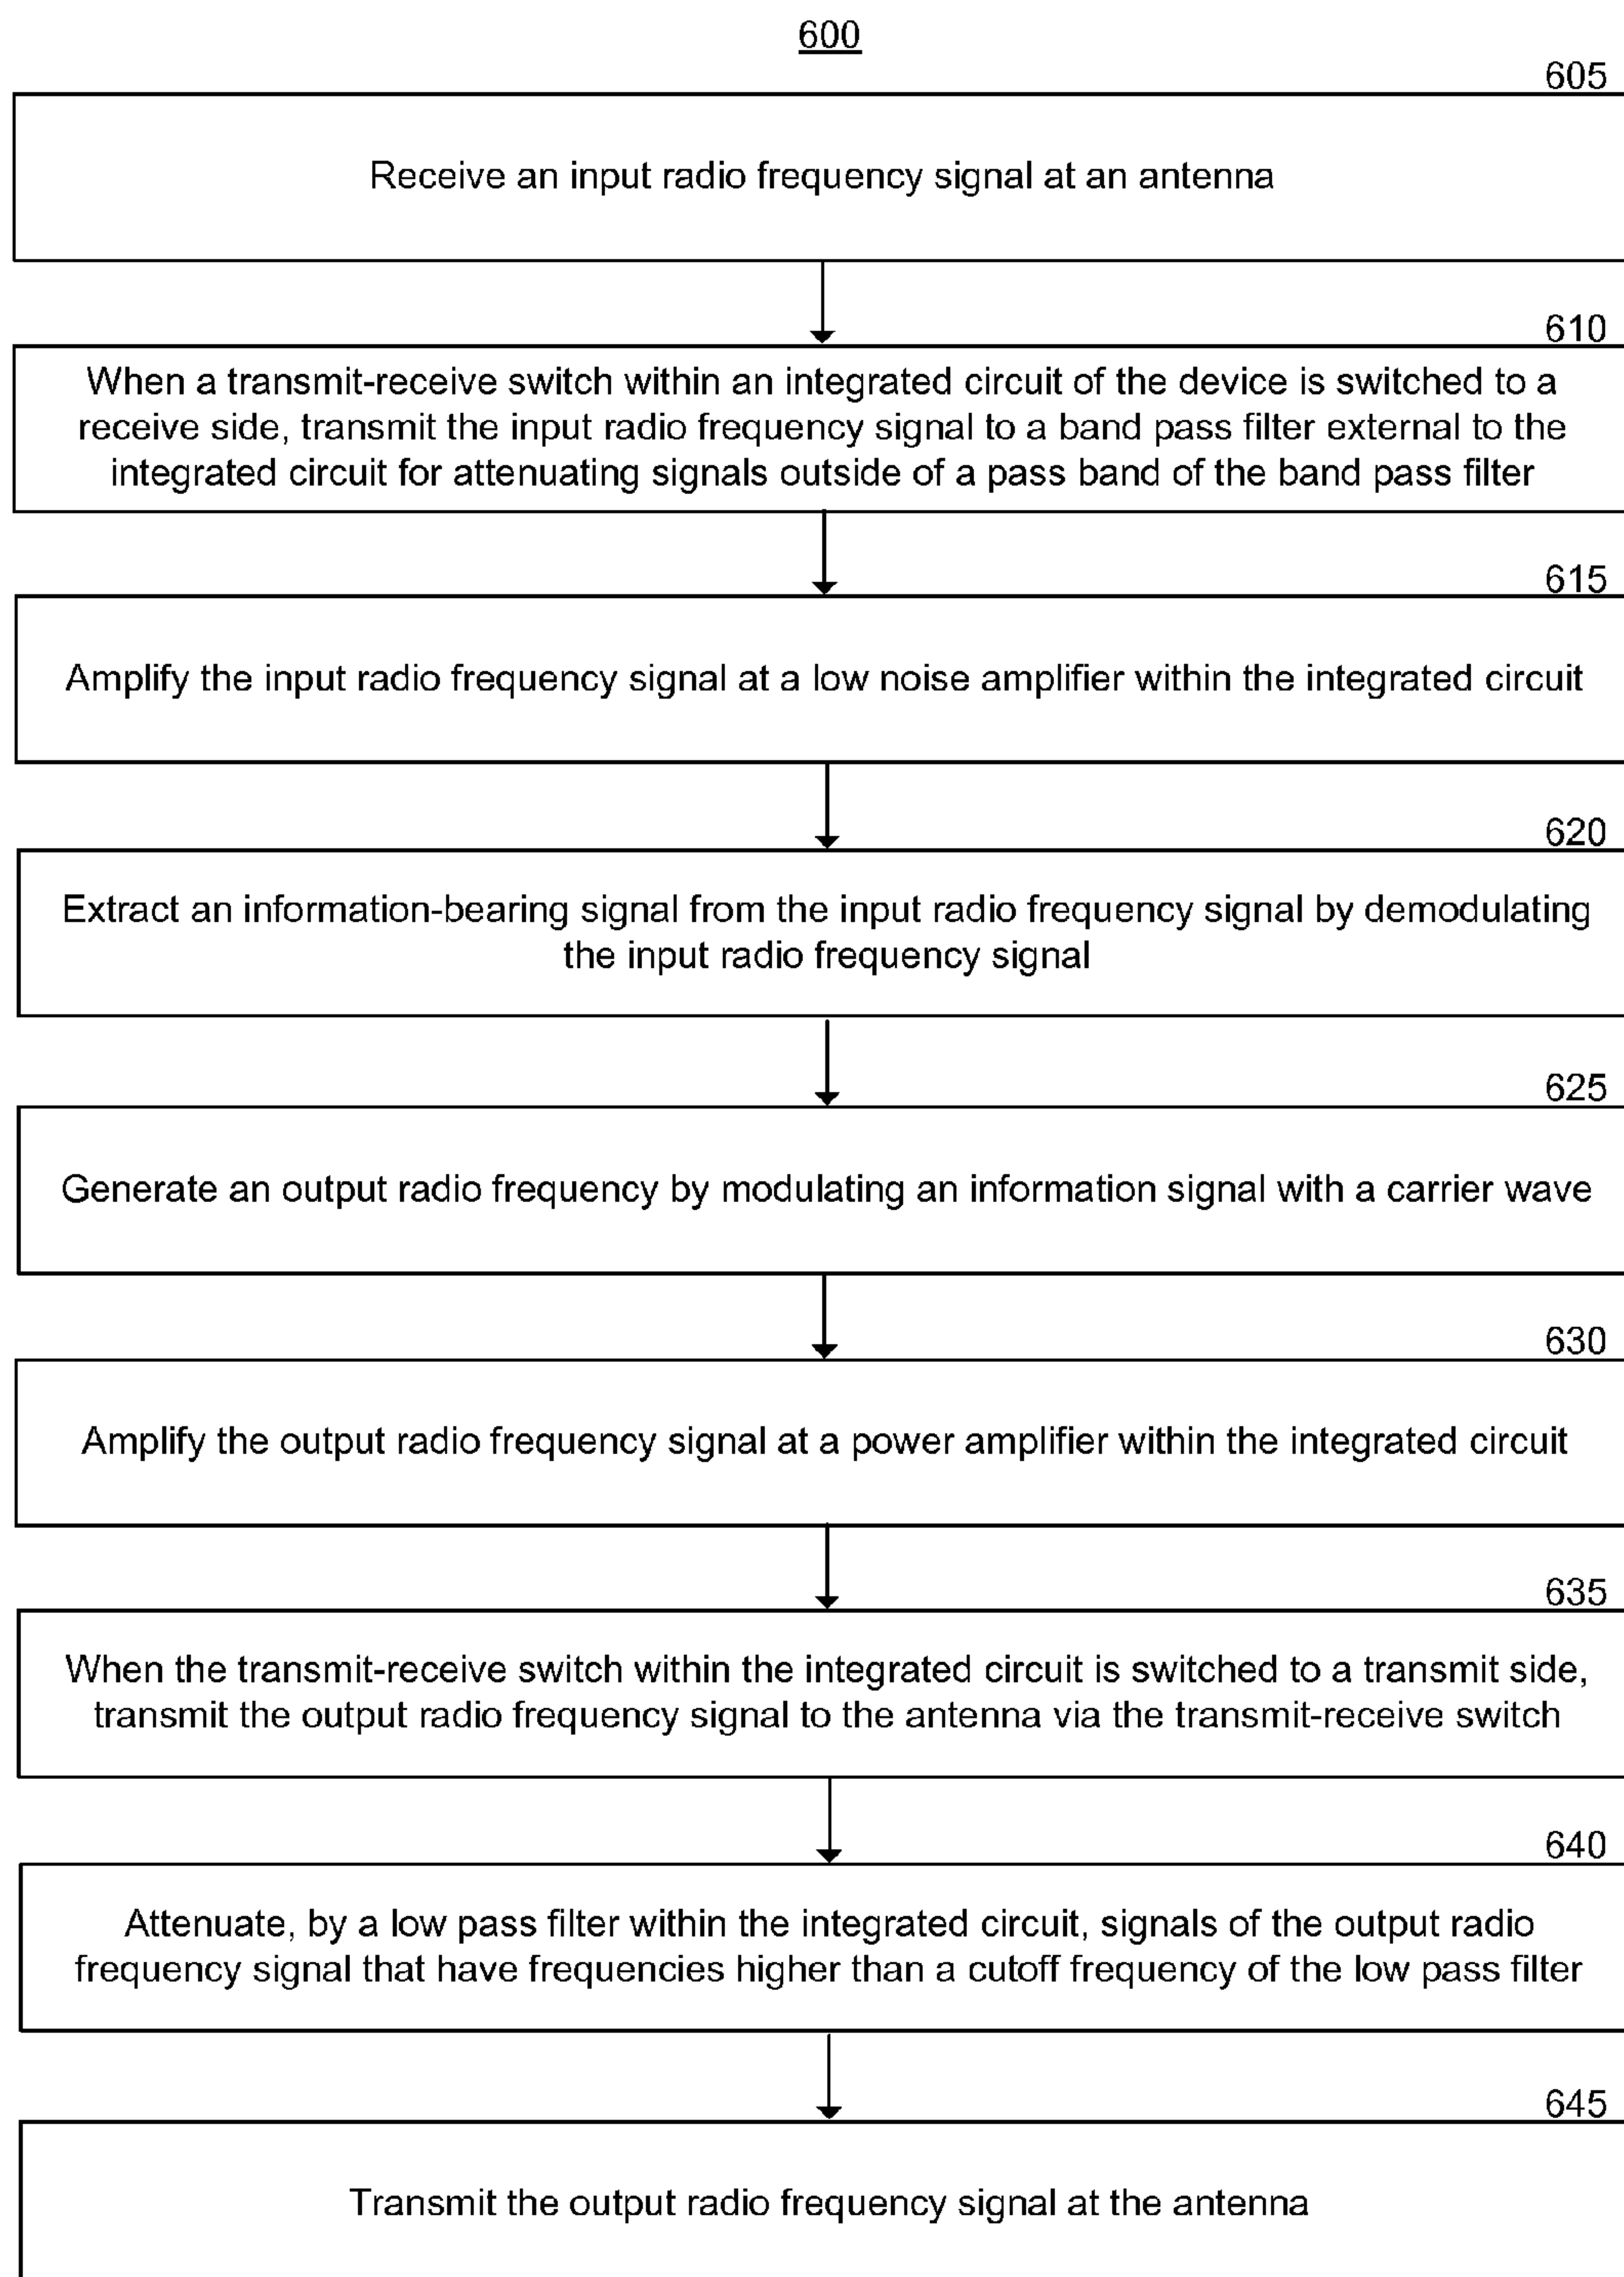 600
605
Receive an input radio frequency signal at an antenna
610
When a transmit-receive switch within an integrated circuit of the device is switched to a
receive side, transmit the input radio frequency signal to a band pass filter external to the
integrated circuit for attenuating signals outside of a pass band of the band pass filter
615
Amplify the input radio frequency signal at a low noise amplifier within the integrated circuit
620
Extract an information-bearing signal from the input radio frequency signal by demodulating
the input radio frequency signal
625
Generate an output radio frequency by modulating an information signal with a carrier wave
630
Amplify the output radio frequency signal at a power amplifier within the integrated circuit
635
When the transmit-receive switch within the integrated circuit is switched to a transmit side,
transmit the output radio frequency signal to the antenna via the transmit-receive switch
640
Attenuate, by a low pass filter within the integrated circuit, signals of the output radio
frequency signal that have frequencies higher than a cutoff frequency of the low pass filter
645
Transmit the output radio frequency signal at the antenna